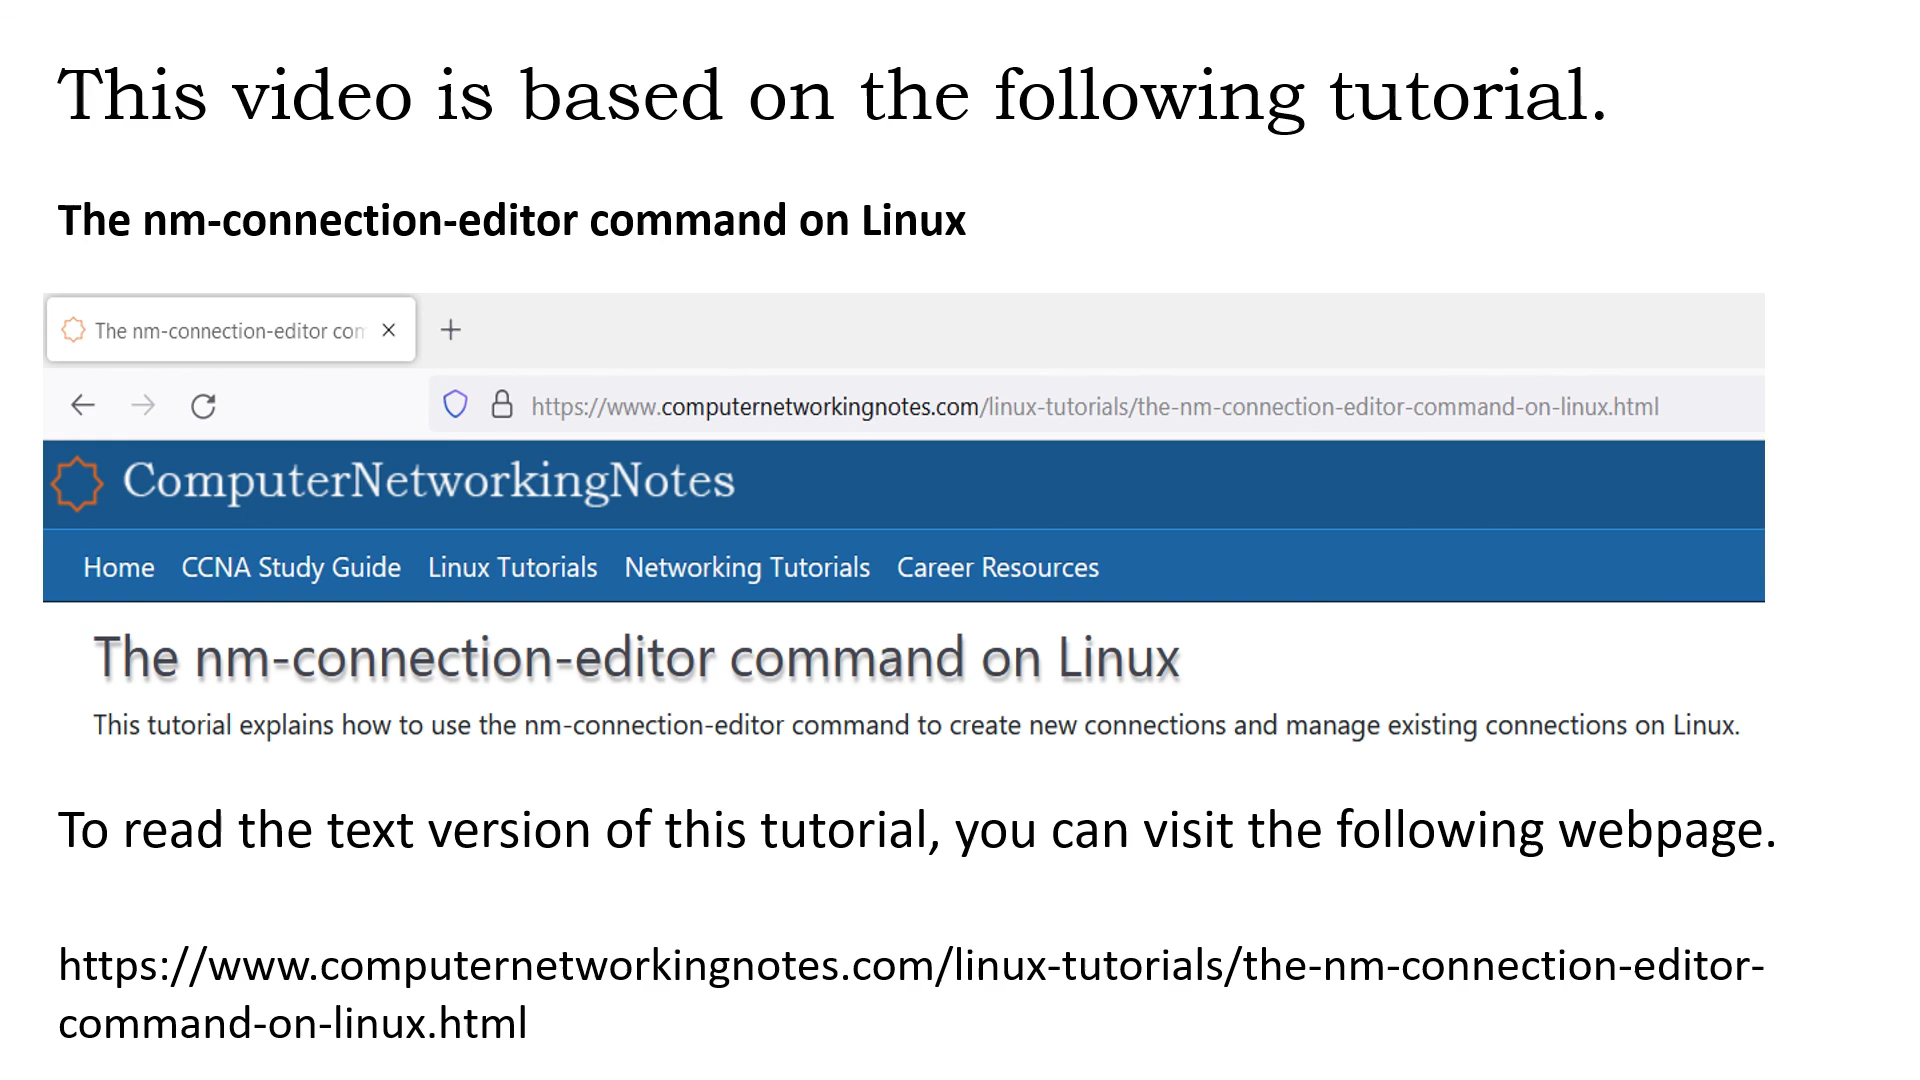 This video is based on the following tutorial.
The nm-connection-editor command on Linux
The nm-connection-editor con
https://www.computernetworkingnotes.com/linux-tutorials/the-nm-connection-editor-command-on-linux.html
ComputerNetworkingNotes
Home CCNA Study Guide Linux Tutorials Networking Tutorials Career Resources
The nm-connection-editor command on Linux
This tutorial explains how to use the nm-connection-editor command to create new connections and manage existing connections on Linux.
To read the text version of this tutorial, you can visit the following webpage.
https://www.computernetworkingnotes.com/linux-tutorials/the-nm-connection-editor-
command-on-linux.html